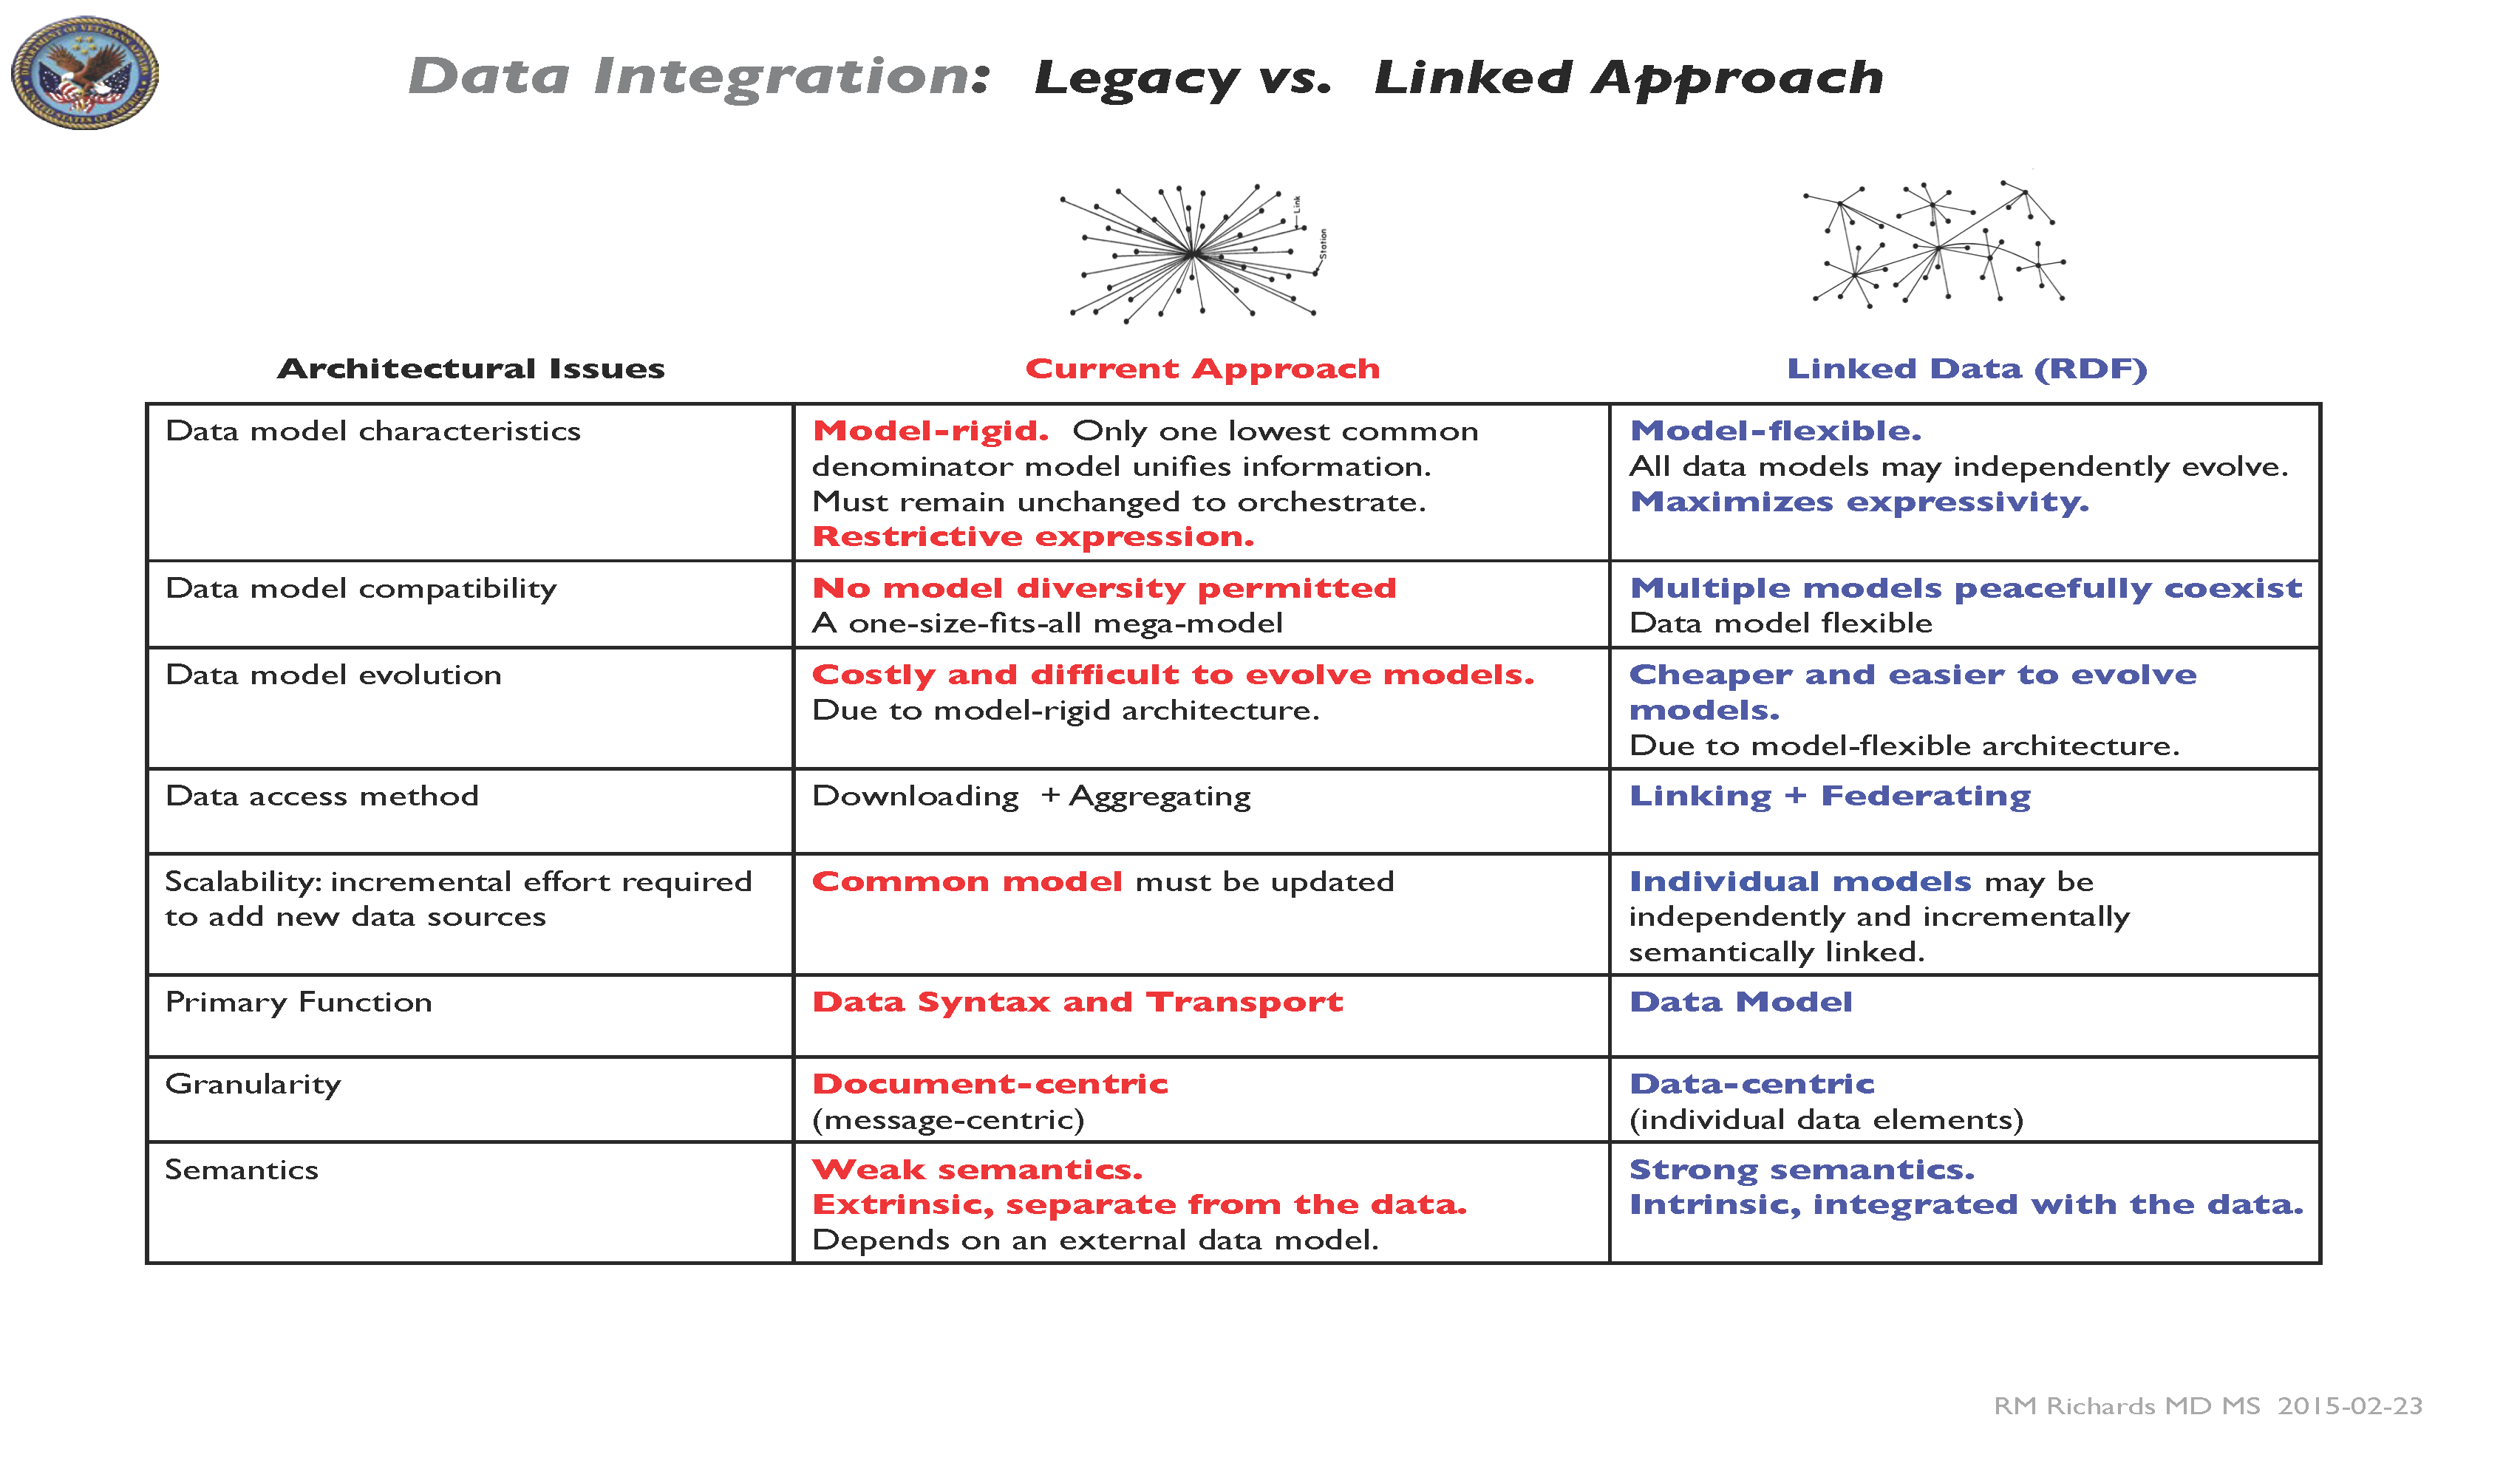 DEPARTMENT OF VETERANS AFFAIRS
UNITED STATES OF AMERICA
Data Integration: Legacy vs. Linked Approach
Link
Station
Architectural Issues
Current Approach
Linked Data (RDF)
Data model characteristics
Model-rigid. Only one lowest common
denominator model unifies information.
Must remain unchanged to orchestrate.
Restrictive expression.
Model-flexible.
All data models may independently evolve.
Maximizes expressivity.
Data model compatibility
No model diversity permitted
A one-size-fits-all mega-model
Multiple models peacefully coexist
Data model flexible
Data model evolution
Costly and difficult to evolve models.
Due to model-rigid architecture.
Cheaper and easier to evolve
models.
Due to model-flexible architecture.
Data access method
Downloading + Aggregating
Linking + Federating
Scalability: incremental effort required
to add new data sources
Common model must be updated
Individual models may be
independently and incrementally
semantically linked.
Primary Function
Data Syntax and Transport
Data Model
Granularity
Document-centric
(message-centric)
Data-centric
(individual data elements)
Semantics
Weak semantics.
Extrinsic, separate from the data.
Depends on an external data model.
Strong semantics.
Intrinsic, integrated with the data.
RM Richards MD MS 2015-02-23